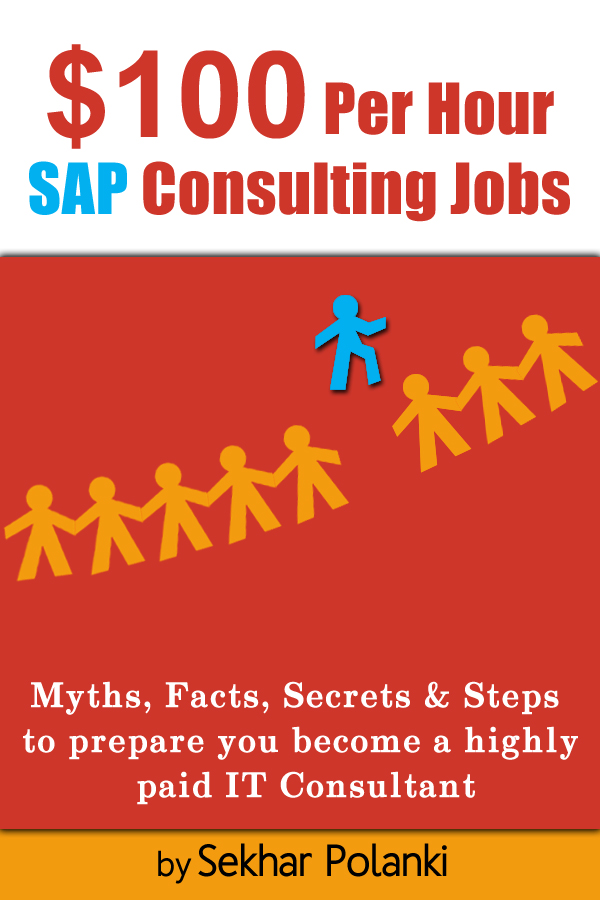 $100 Per Hour
SAP Consulting Jobs
Myths, Facts, Secrets & Steps
to prepare you become a highly
paid IT Consultant
by Sekhar Polanki